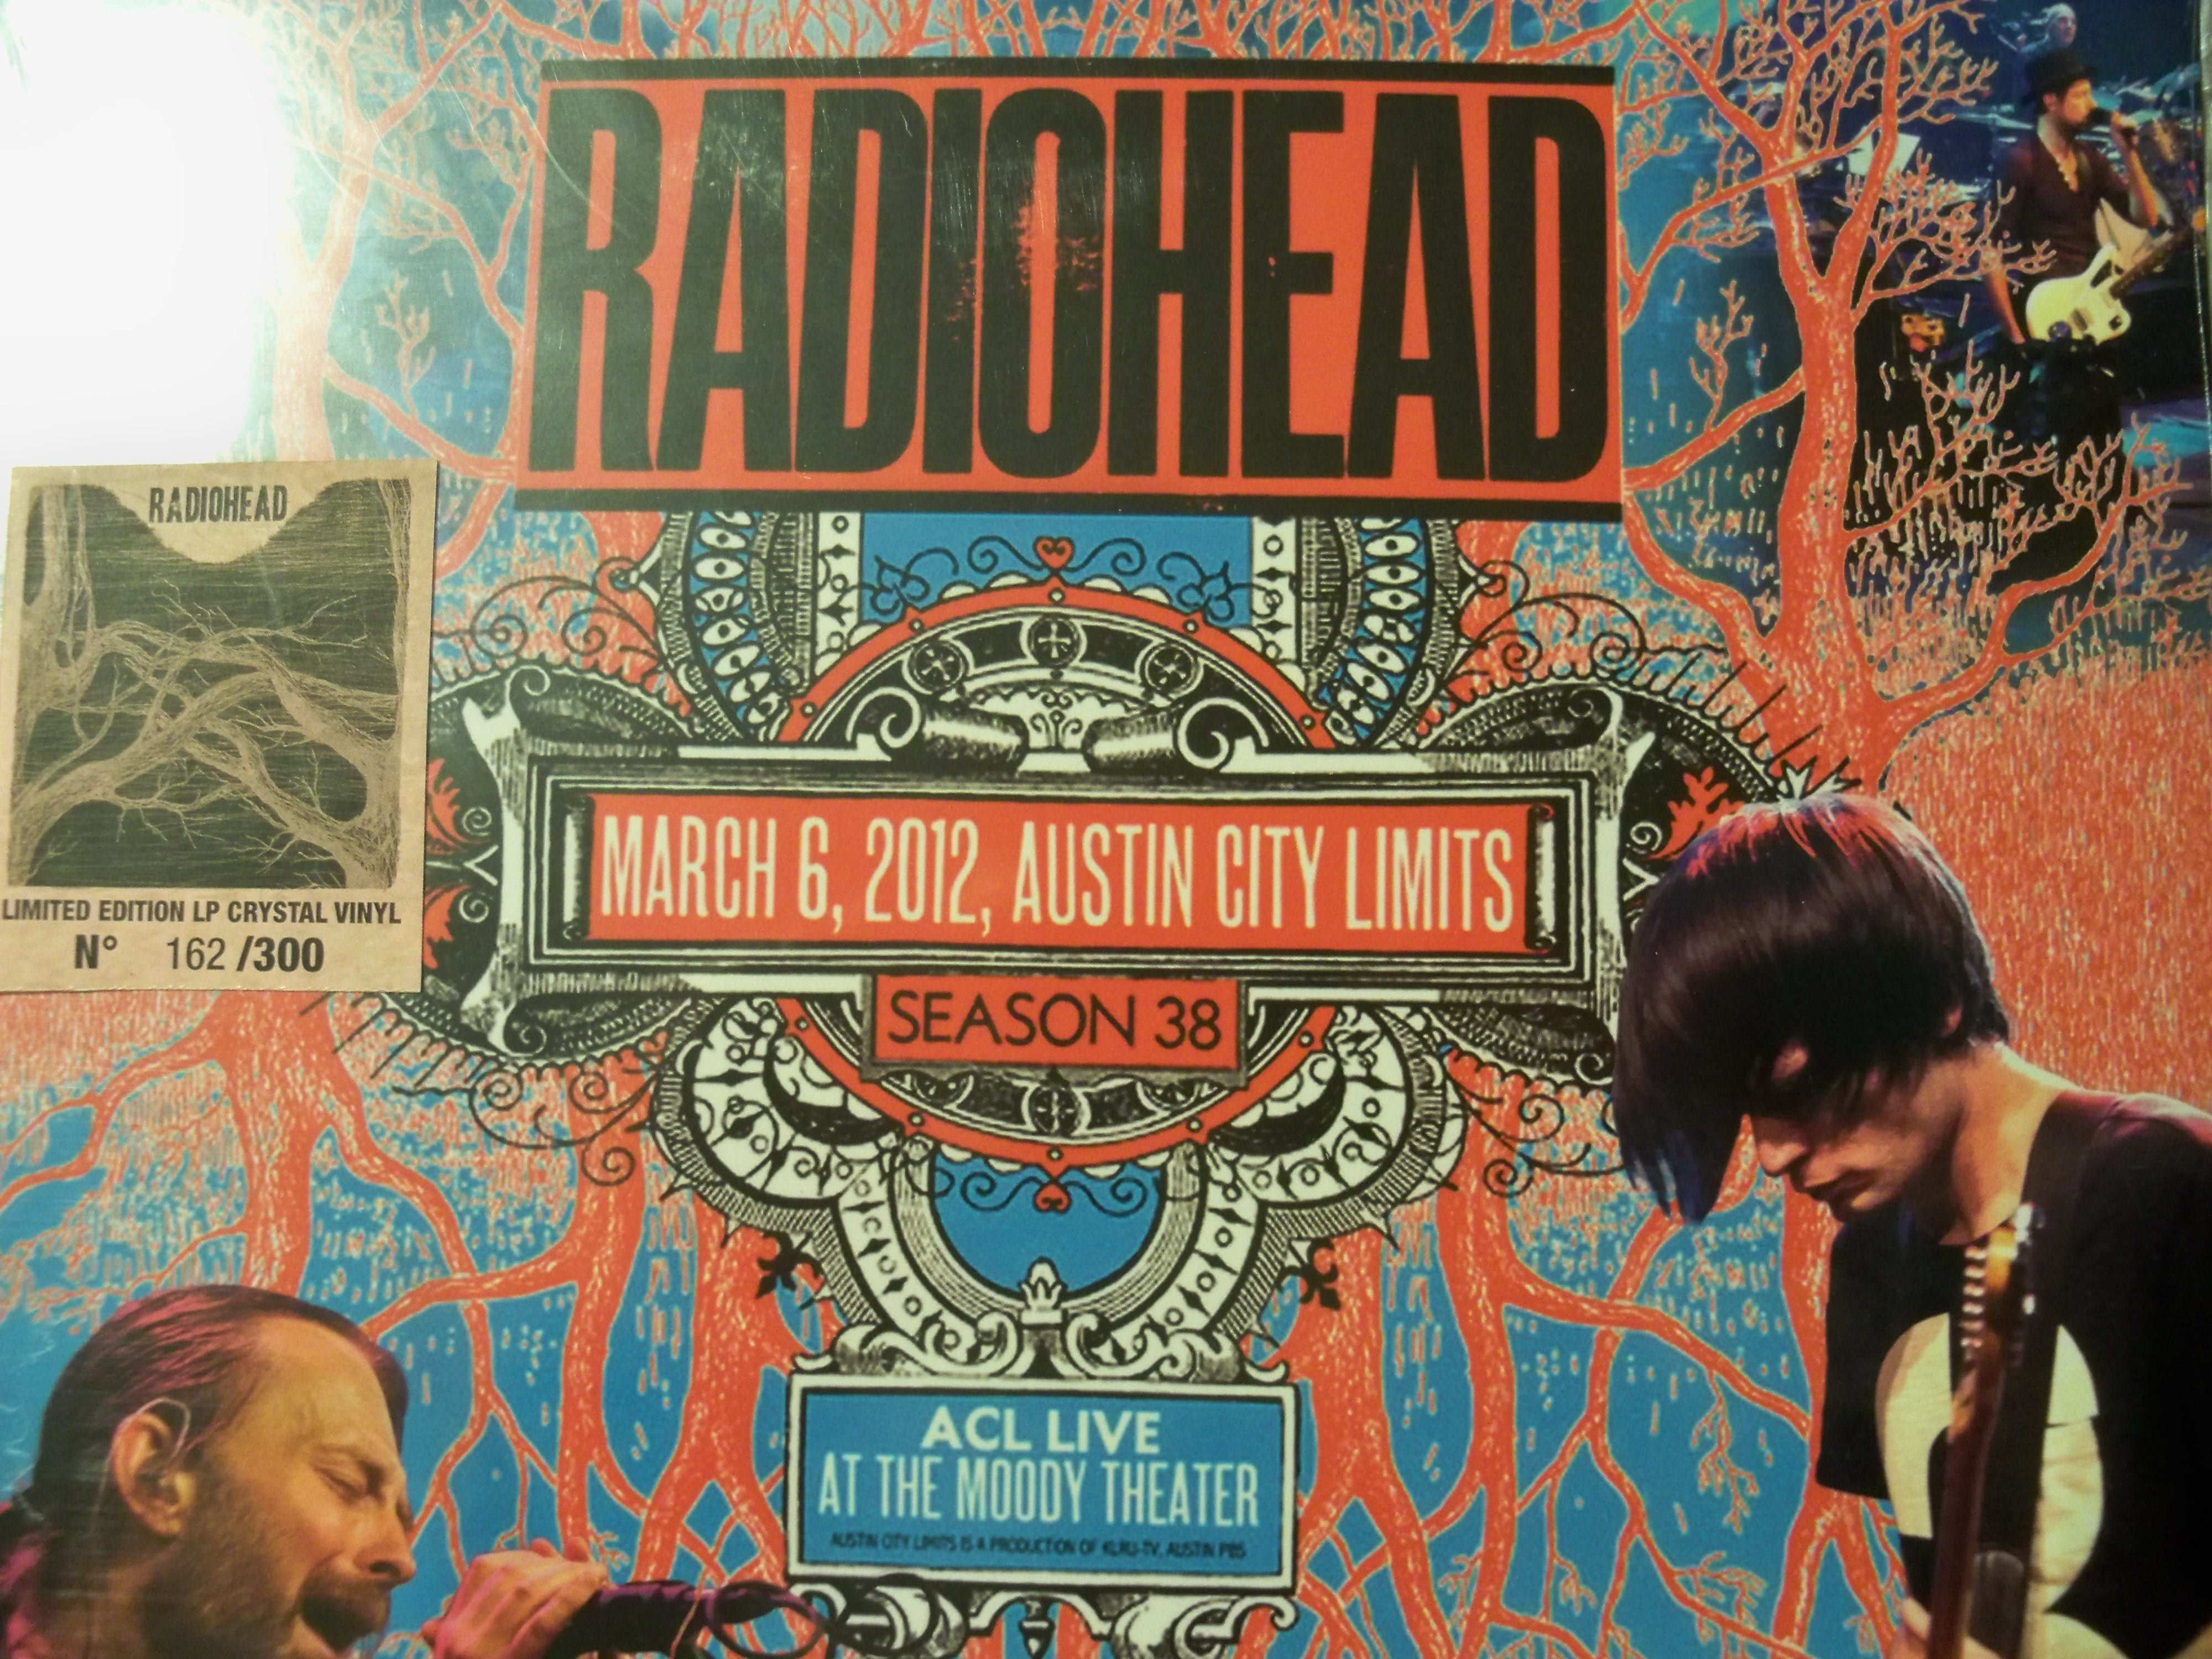 RADIOHEAD
RADIOHEAD
LIMITED EDITION LP CRYSTAL VINYL
N° 162 /300
MARCH 6, 2012, AUSTIN CITY LIMITS
SEASON 38
ACL LIVE
AT THE MOODY THEATER
AUSTIN CITY LIMITS IS A PRODUCTION OF KLRU-TV, AUSTIN PBS